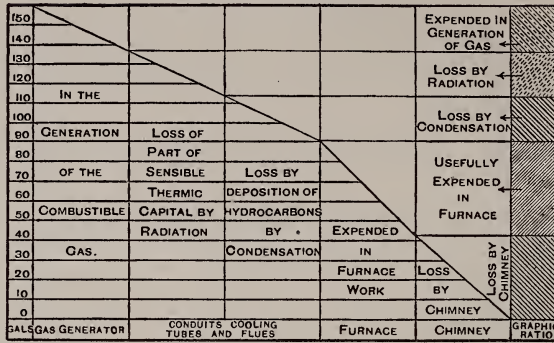 150
140
130
120
110
100
90
80
70
60
50
40
30
20
10
0
GALS
IN THE
GENERATION
OF THE
COMBUSTIBLE
GAS.
GAS GENERATOR
LOSS OF
PART OF
SENSIBLE
THERMIC
CAPITAL BY
RADIATION
LOSS BY
DEPOSITION OF
HYDROCARBONS
BY
CONDENSATION
CONDUITS COOLING
TUBES AND FLUES
EXPENDED
IN
FURNACE
WORK
FURNACE
LOSS
BY
CHIMNEY
CHIMNEY
EXPENDED IN
GENERATION
OF GAS
LOSS BY
RADIATION
LOSS BY
CONDENSATION
USEFULLY
EXPENDED
IN
FURNACE
LOSS BY
CHIMNEY
GRAPHIC
RATIO